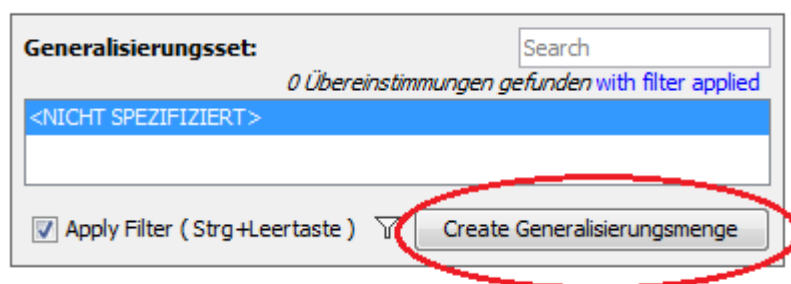 Generalisierungsset: Search
0 Übereinstimmungen gefunden with filter applied
<NICHT SPEZIFIZIERT>
Apply Filter ( Strg+Leertaste ) Create Generalisierungsmenge